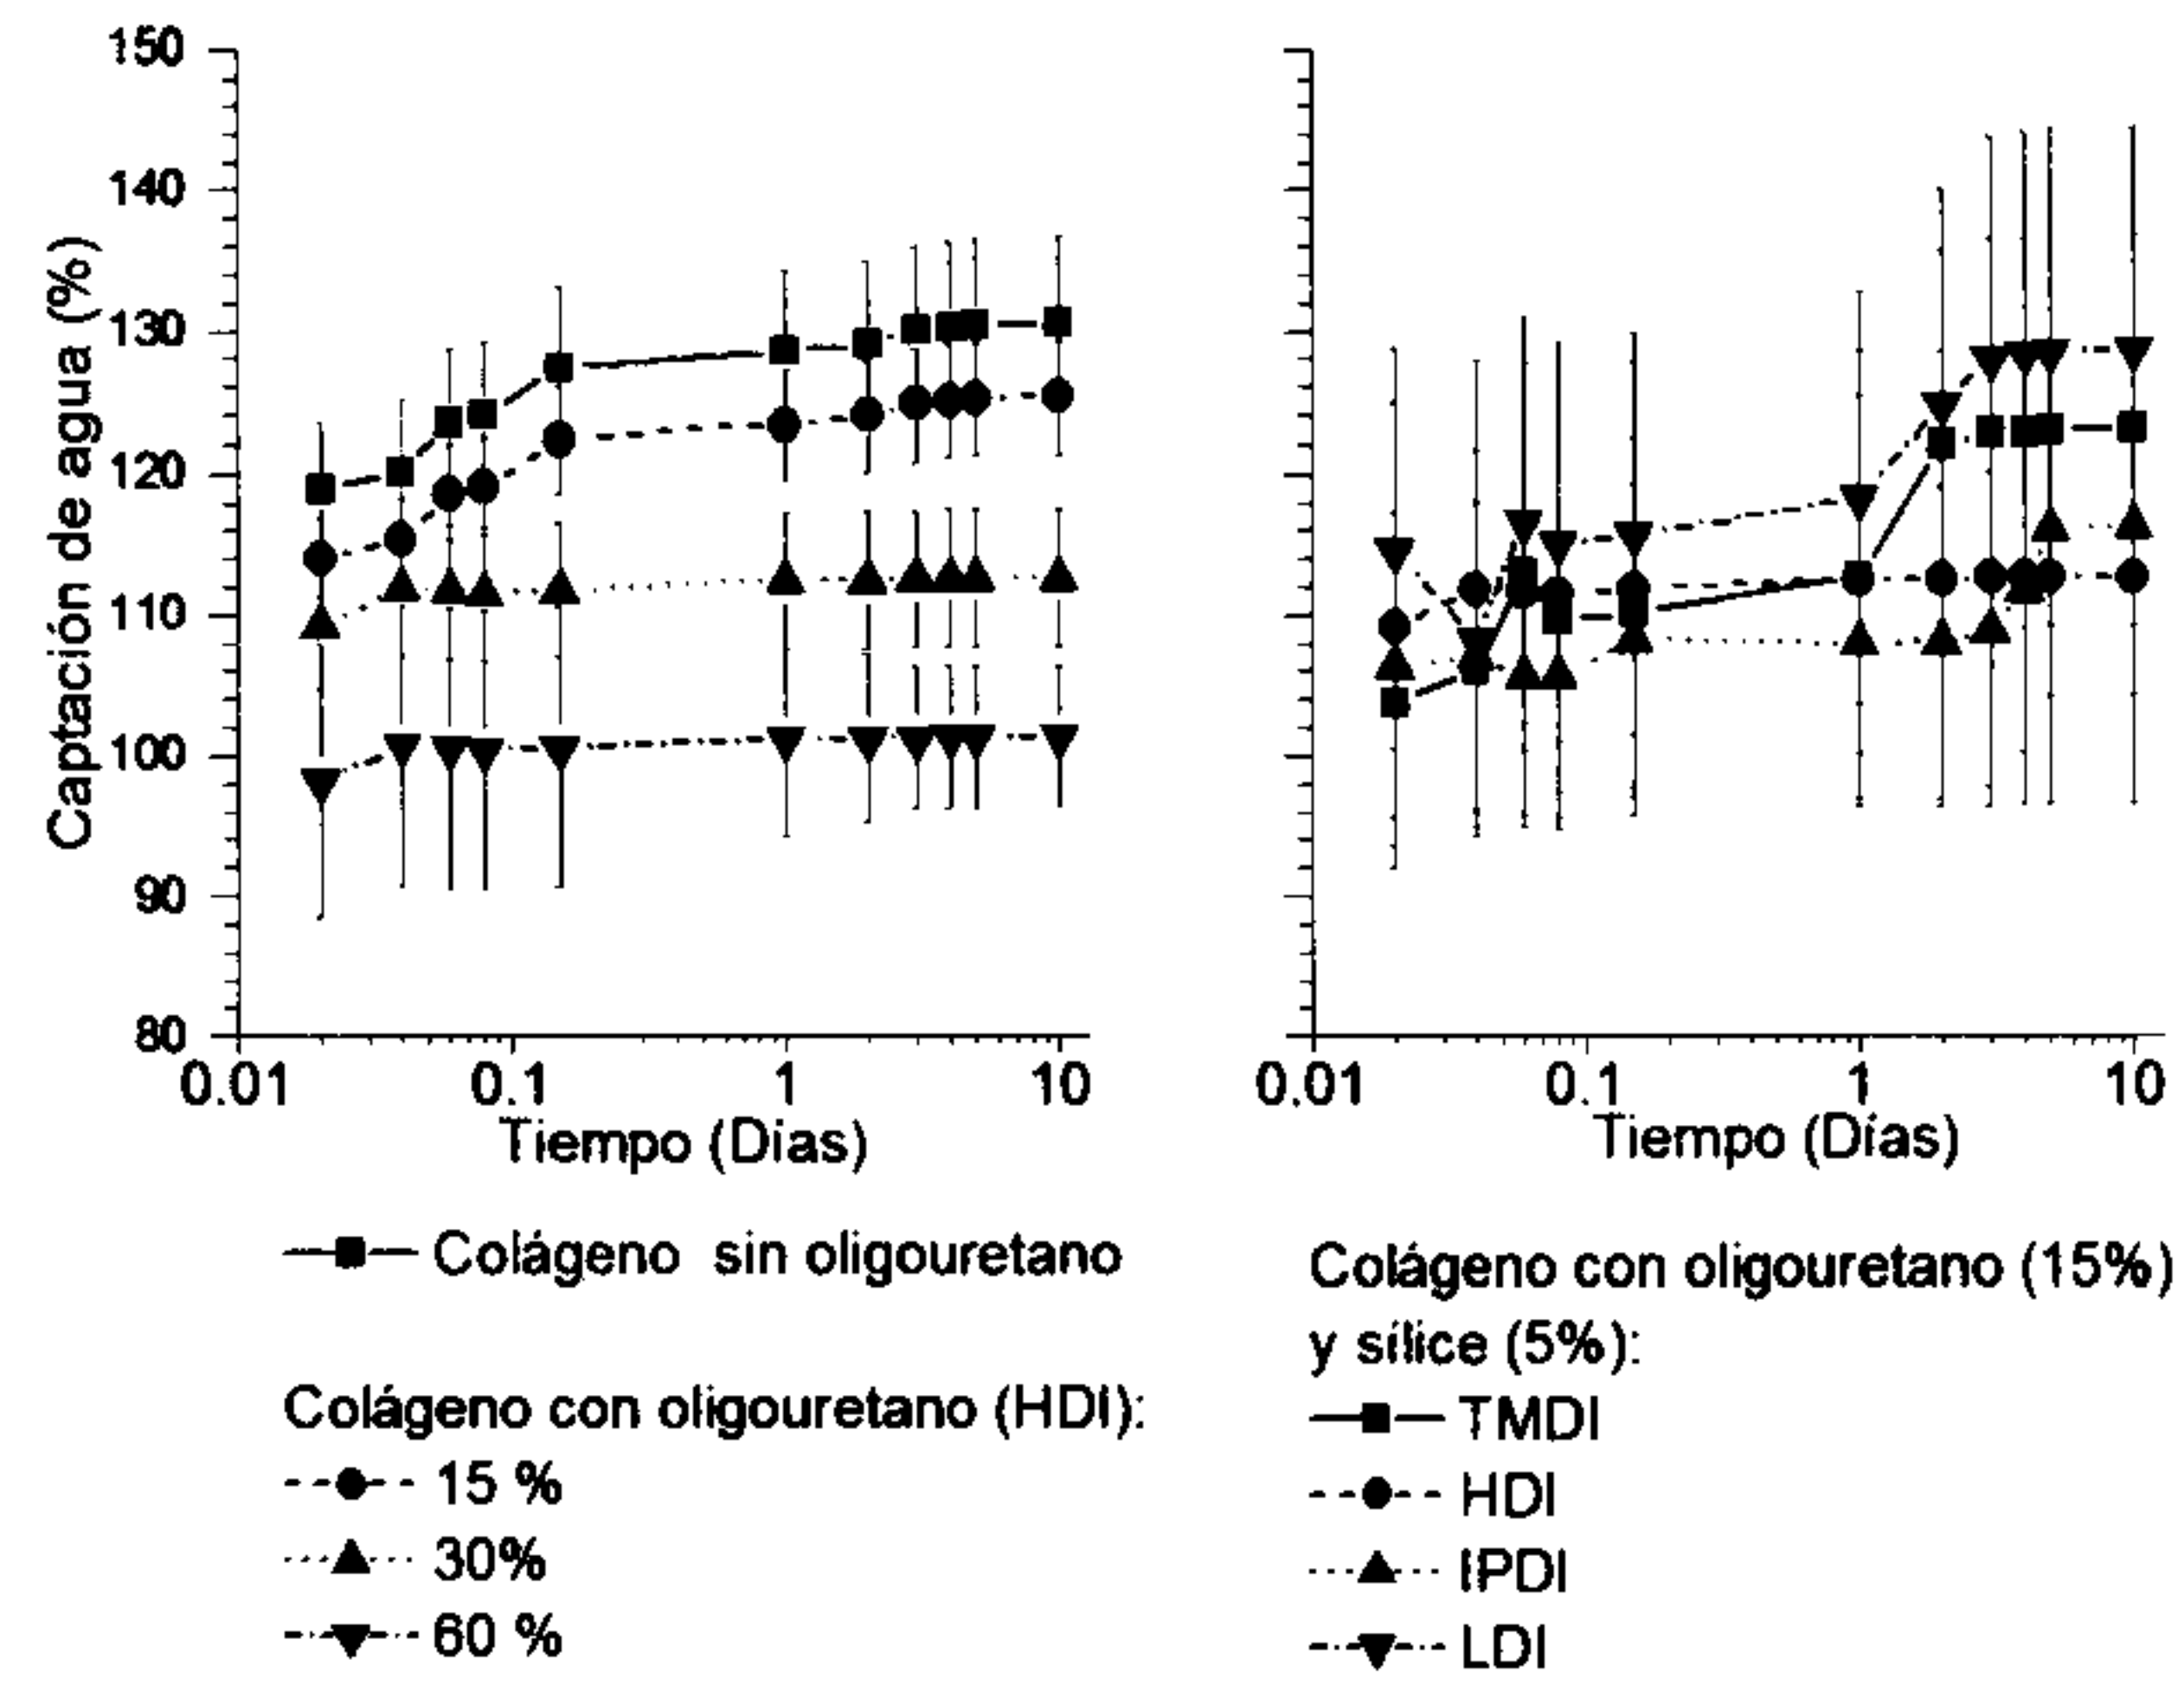 Captación de agua (%)
150
140
130
120
110
100
90
80
0.01 0.1 1 10
Tiempo (Días)
Colágeno sin oligouretano
Colágeno con oligouretano (HDI):
15 %
30%
60 %
0.01 0.1 1 10
Tiempo (Días)
Colágeno con oligouretano (15%)
y sílice (5%):
TMDI
HDI
IPDI
LDI